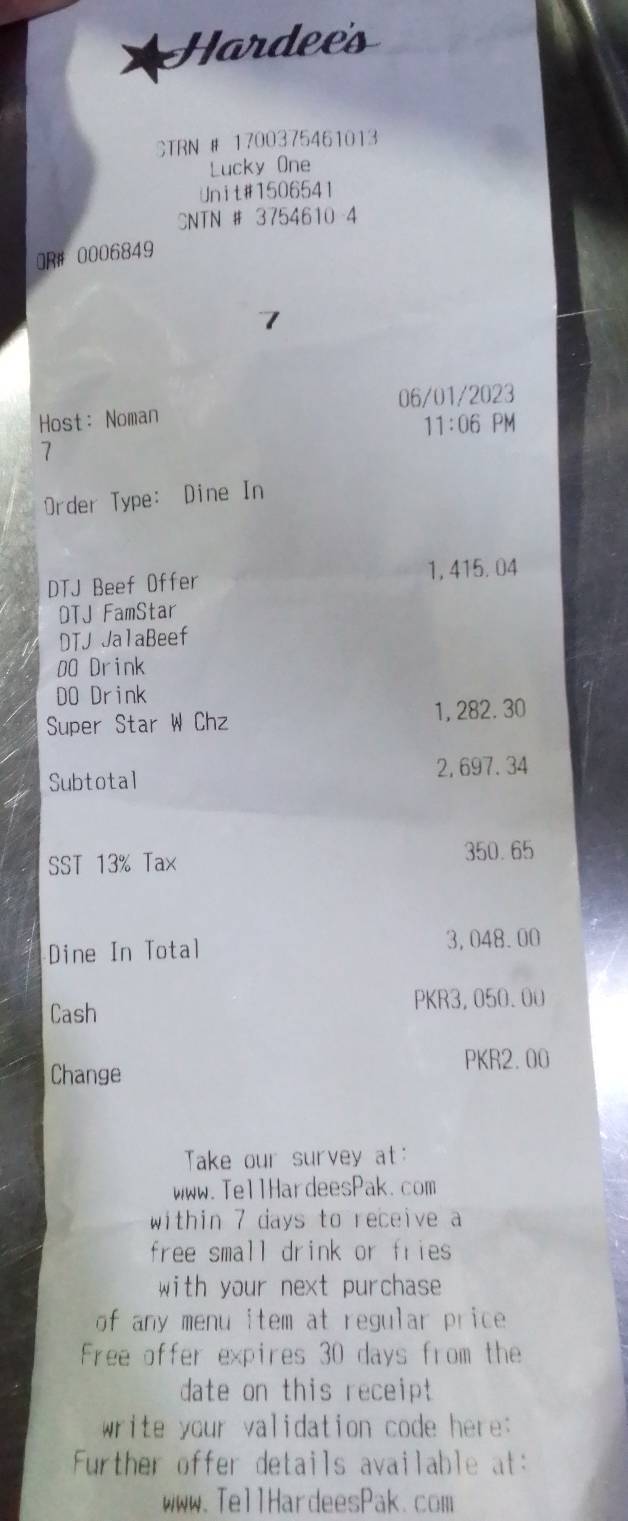 Hardee's
STRN # 1700375461013
Lucky One
Unit#1506541
SNTN # 3754610-4
OR# 0006849
7
06/01/2023
Host: Noman
11:06 PM
7
Order Type: Dine In
DTJ Beef Offer 1,415.04
DTJ FamStar
DTJ JalaBeef
DO Drink
DO Drink
Super Star W Chz 1,282.30
Subtotal 2,697.34
SST 13% Tax 350.65
Dine In Total 3,048.00
Cash PKR3,050.00
Change PKR2.00
Take our survey at:
www.TellHardeesPak.com
within 7 days to receive a
free small drink or fries
with your next purchase
of any menu item at regular price
Free offer expires 30 days from the
date on this receipt
write your validation code here:
Further offer details available at:
www.TellHardeesPak.com